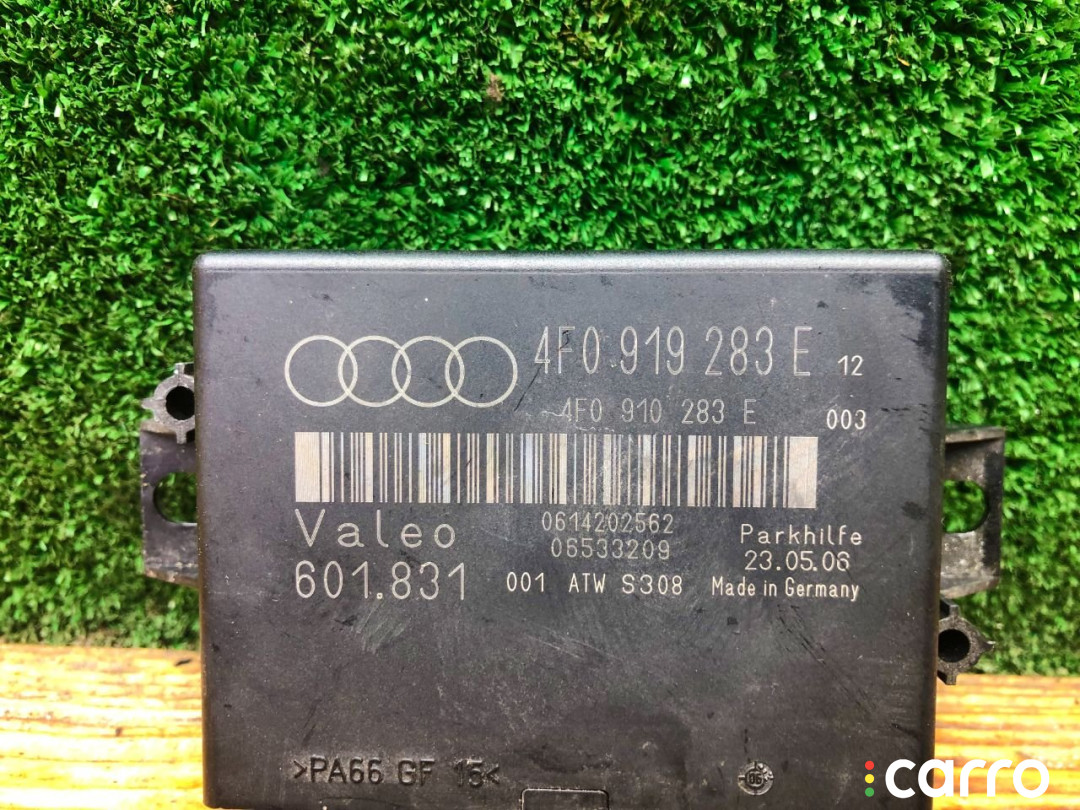 4F0 919 283 E 12
4F0 910 283 E 003
Valeo 0614202562 Parkhilfe
06533209 23.05.06
601.831 001 ATW S308 Made in Germany
>PA66 GF 15<
06
carro